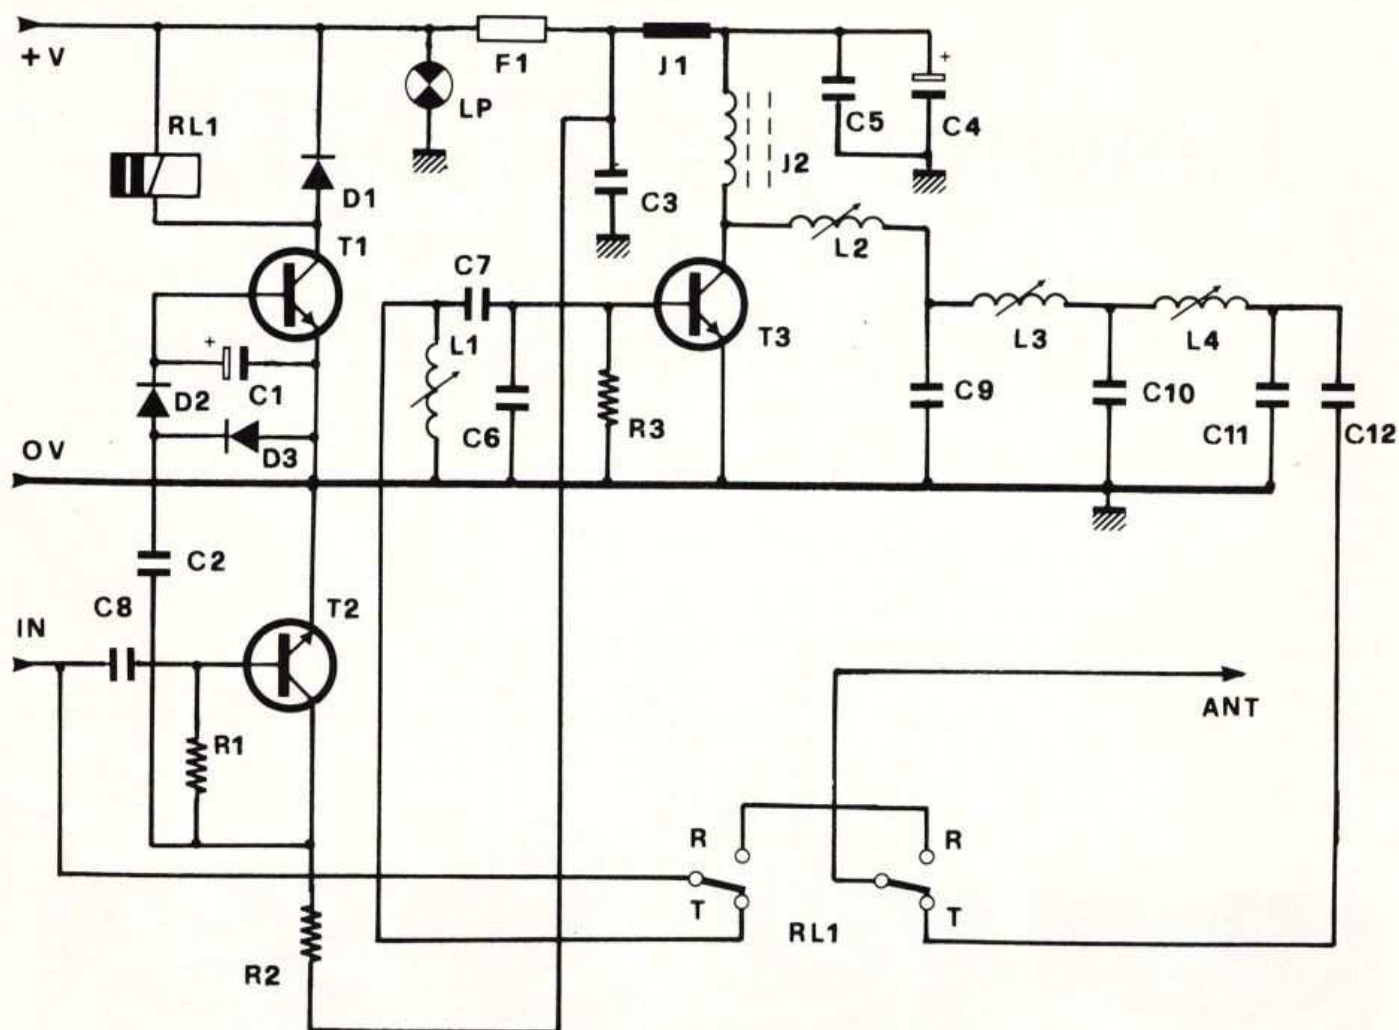 +V
F1
J1
LP
C5
C4
RL1
J2
D1
C3
T1
L2
C7
T3
L1
L3
L4
+
C1
D2
C6
R3
C9
C10
C11
C12
OV
D3
C2
C8
T2
IN
ANT
R1
R
R
T
T
RL1
R2
+